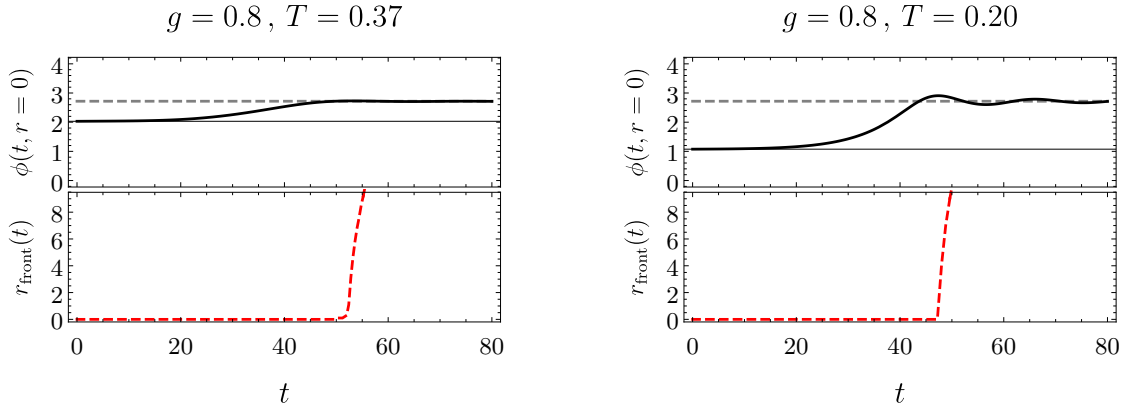 g = 0.8 , T = 0.37
ϕ(t, r = 0)
4
3
2
1
0
r_front(t)
8
6
4
2
0
0 20 40 60 80
t
g = 0.8 , T = 0.20
ϕ(t, r = 0)
4
3
2
1
0
r_front(t)
8
6
4
2
0
0 20 40 60 80
t